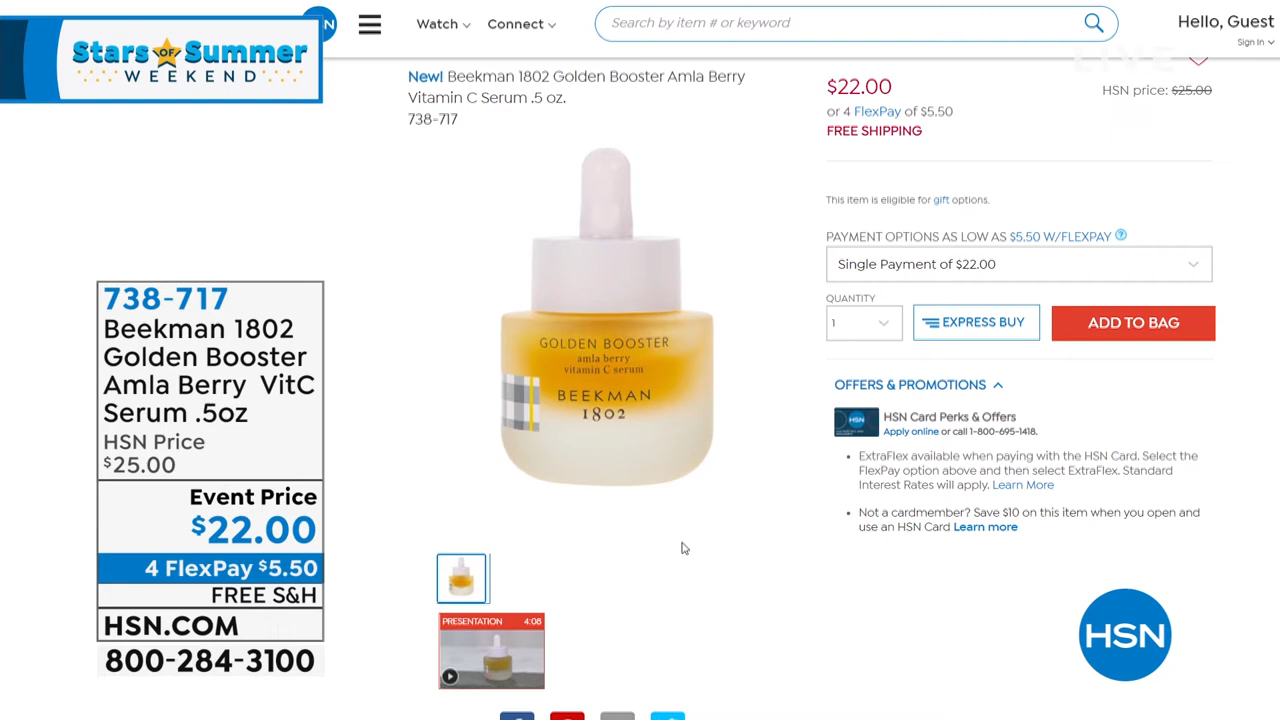 Stars OF Summer
WEEKEND
N
Watch
Connect
Search by item # or keyword
Hello, Guest
Sign In
LIVE
New! Beekman 1802 Golden Booster Amla Berry
Vitamin C Serum .5 oz.
738-717
$22.00
HSN price: $25.00
or 4 FlexPay of $5.50
FREE SHIPPING
This item is eligible for gift options.
PAYMENT OPTIONS AS LOW AS $5.50 W/FLEXPAY ?
Single Payment of $22.00
QUANTITY
1
EXPRESS BUY
ADD TO BAG
OFFERS & PROMOTIONS
HSN
HSN Card Perks & Offers
Apply online or call 1-800-695-1418.
• ExtraFlex available when paying with the HSN Card. Select the
FlexPay option above and then select ExtraFlex. Standard
Interest Rates will apply. Learn More
• Not a cardmember? Save $10 on this item when you open and
use an HSN Card Learn more
GOLDEN BOOSTER
amla berry
vitamin C serum
BEEKMAN
1802
PRESENTATION 4:08
738-717
Beekman 1802
Golden Booster
Amla Berry VitC
Serum .5oz
HSN Price
$25.00
Event Price
$22.00
4 FlexPay $5.50
FREE S&H
HSN.COM
800-284-3100
HSN